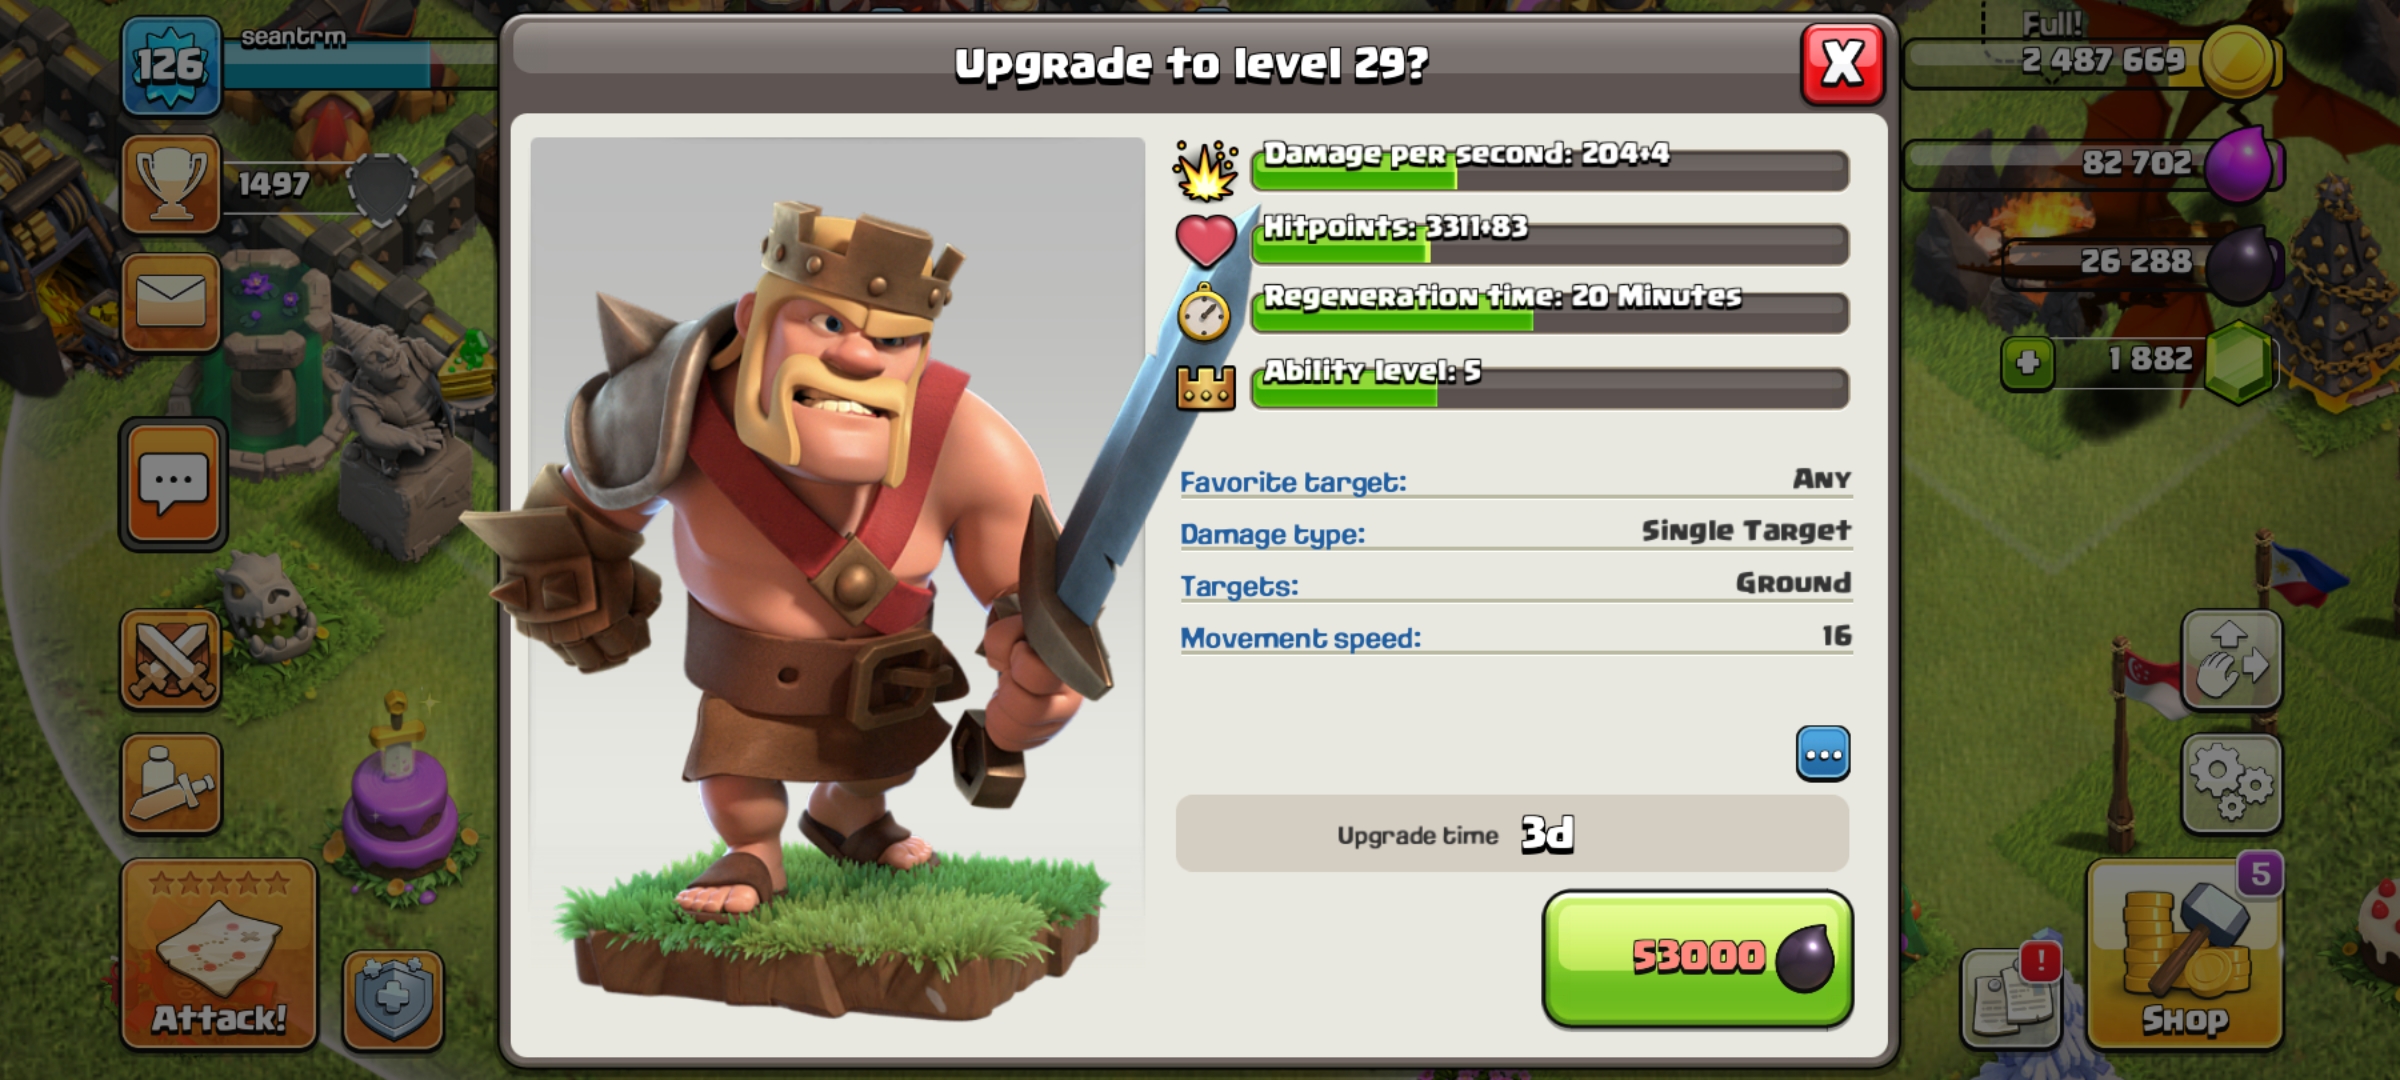 126
seantrm
1497
Attack!
Upgrade to level 29?
X
Damage per second: 204+4
Hitpoints: 3311+83
Regeneration time: 20 Minutes
Ability level: 5
Favorite target: Any
Damage type: Single Target
Targets: Ground
Movement speed: 16
Upgrade time 3d
53000
Full!
2 487 669
82 702
26 288
1 882
5
!
Shop